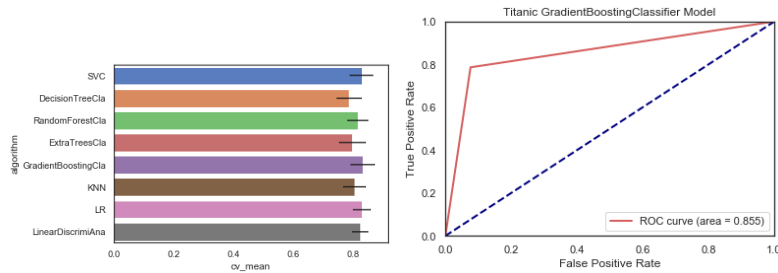 algorithm
SVC
DecisionTreeCla
RandomForestCla
ExtraTreesCla
GradientBoostingCla
KNN
LR
LinearDiscrimiAna
0.0 0.2 0.4 0.6 0.8
cv_mean
Titanic GradientBoostingClassifier Model
True Positive Rate
1.0
0.8
0.6
0.4
0.2
0.0
ROC curve (area = 0.855)
0.0 0.2 0.4 0.6 0.8 1.0
False Positive Rate